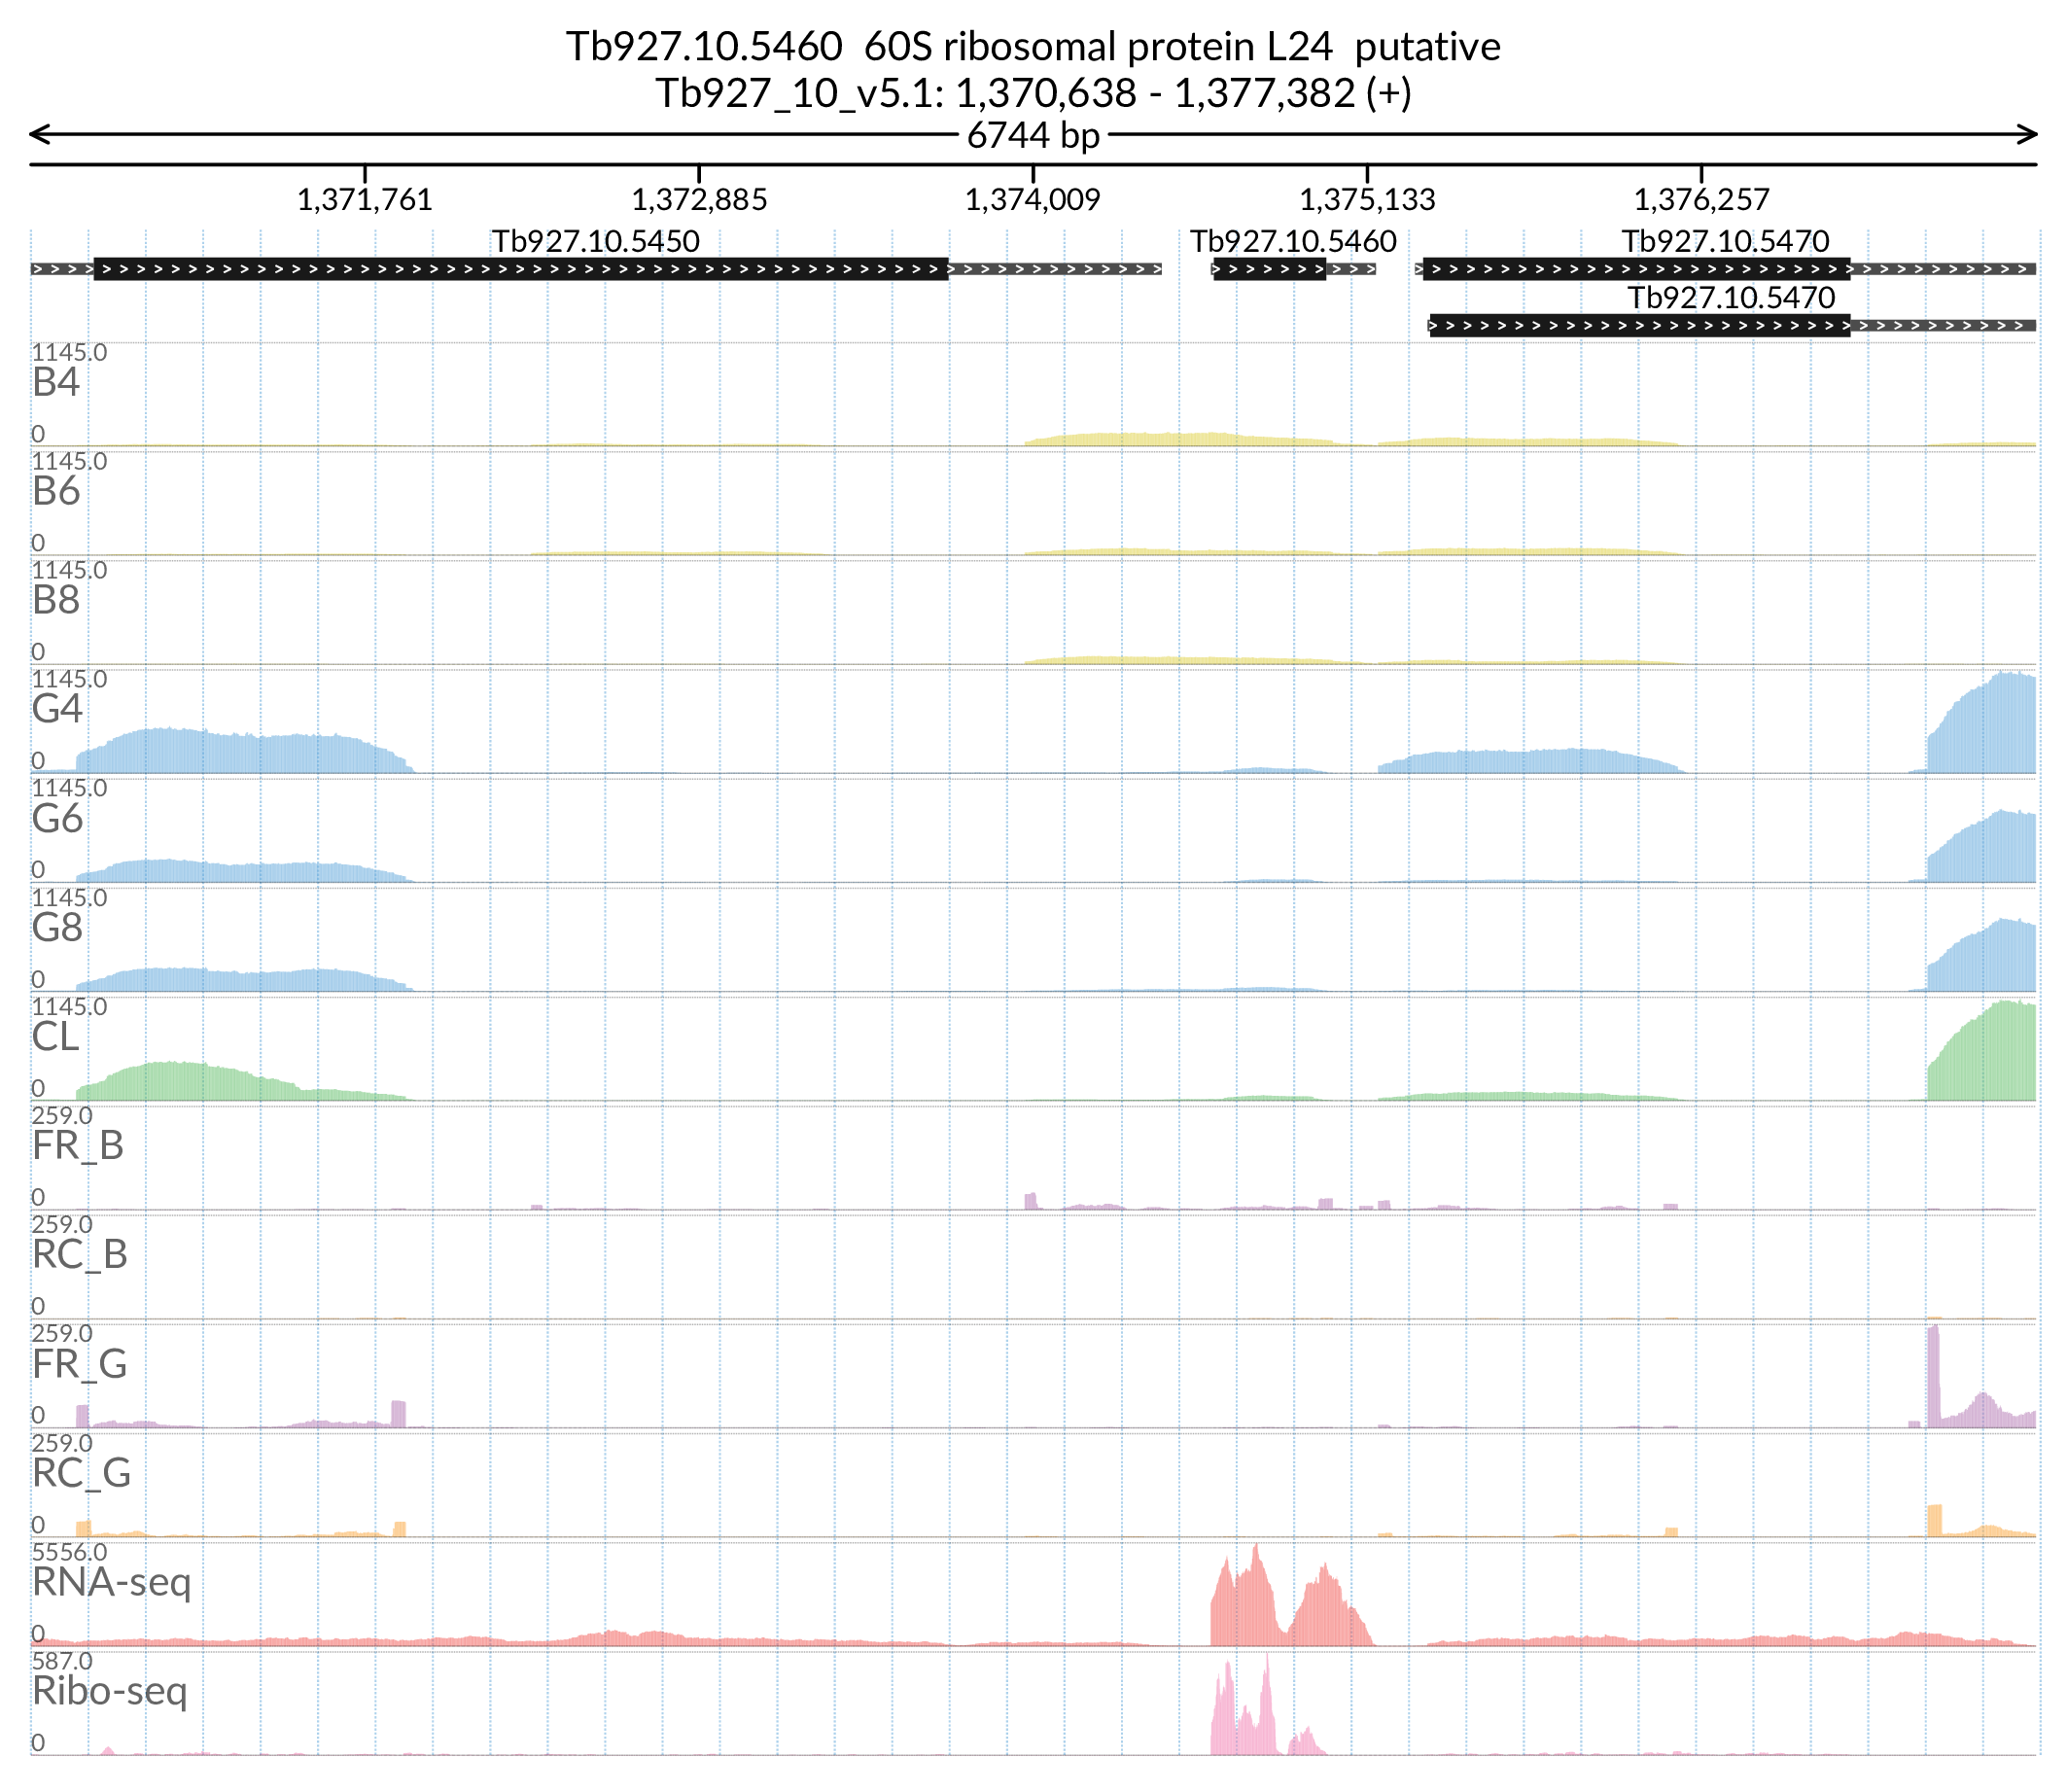 Tb927.10.5460  60S ribosomal protein L24  putative
Tb927_10_v5.1: 1,370,638 - 1,377,382 (+)
6744 bp
1,371,761 1,372,885 1,374,009 1,375,133 1,376,257
Tb927.10.5450 Tb927.10.5460 Tb927.10.5470
Tb927.10.5470
1145.0
B4
0
1145.0
B6
0
1145.0
B8
0
1145.0
G4
0
1145.0
G6
0
1145.0
G8
0
1145.0
CL
0
259.0
FR_B
0
259.0
RC_B
0
259.0
FR_G
0
259.0
RC_G
0
5556.0
RNA-seq
0
587.0
Ribo-seq
0